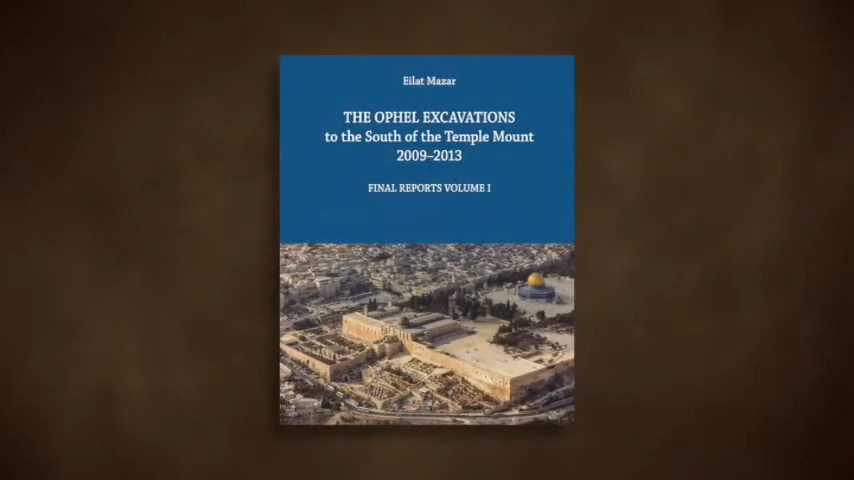 Eilat Mazar
THE OPHEL EXCAVATIONS
to the South of the Temple Mount
2009–2013
FINAL REPORTS VOLUME I